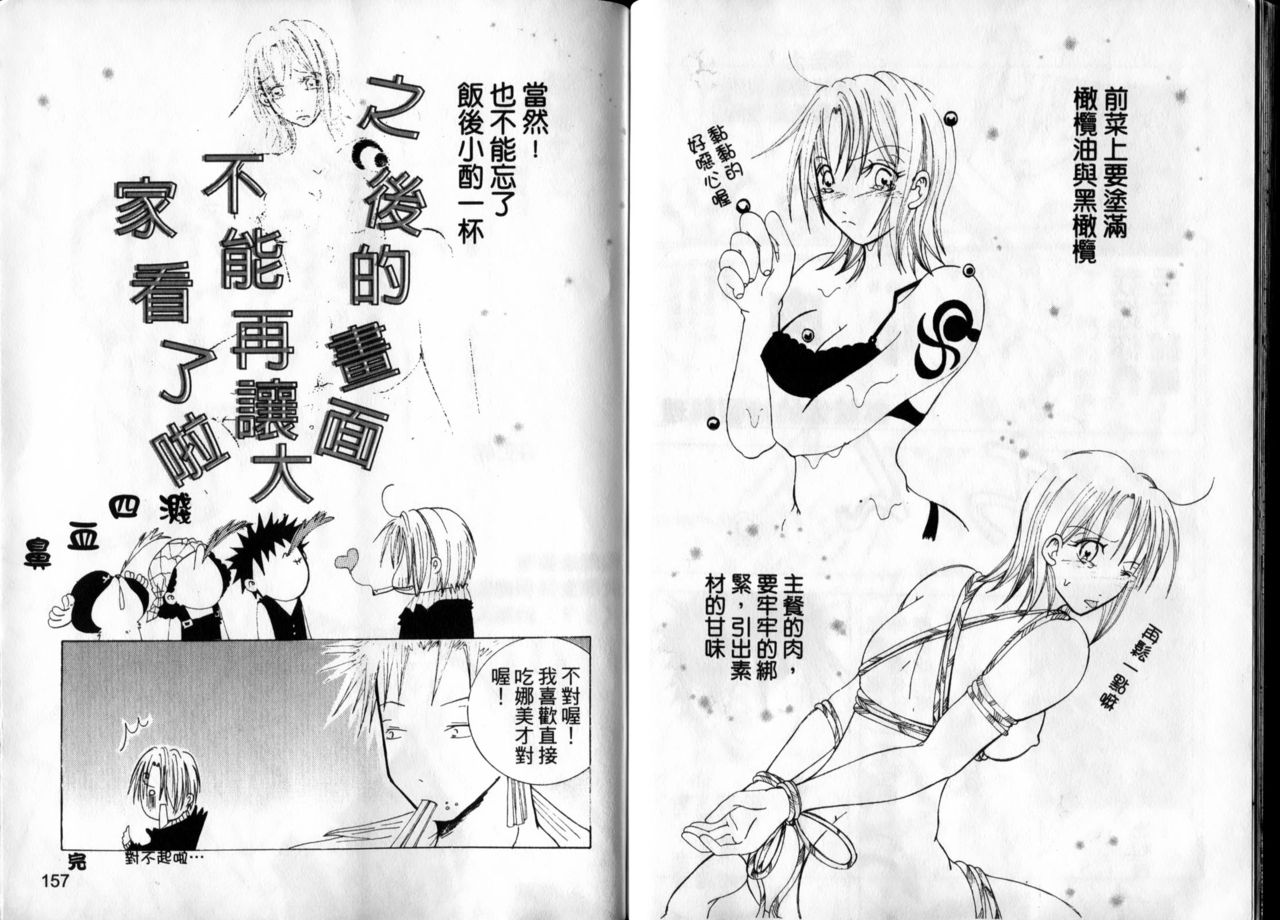 前菜上要塗滿
橄欖油與黑橄欖
黏黏的
好噁心喔
主餐的肉，
要牢牢的綁
緊，引出素
材的甘味
再鬆一點嘛
當然！
也不能忘了
飯後小酌一杯
之後的畫面
不能再讓大
家看了啦
鼻血四濺
不對喔！
我喜歡直接
吃娜美才對
喔！
對不起啦…
完
157